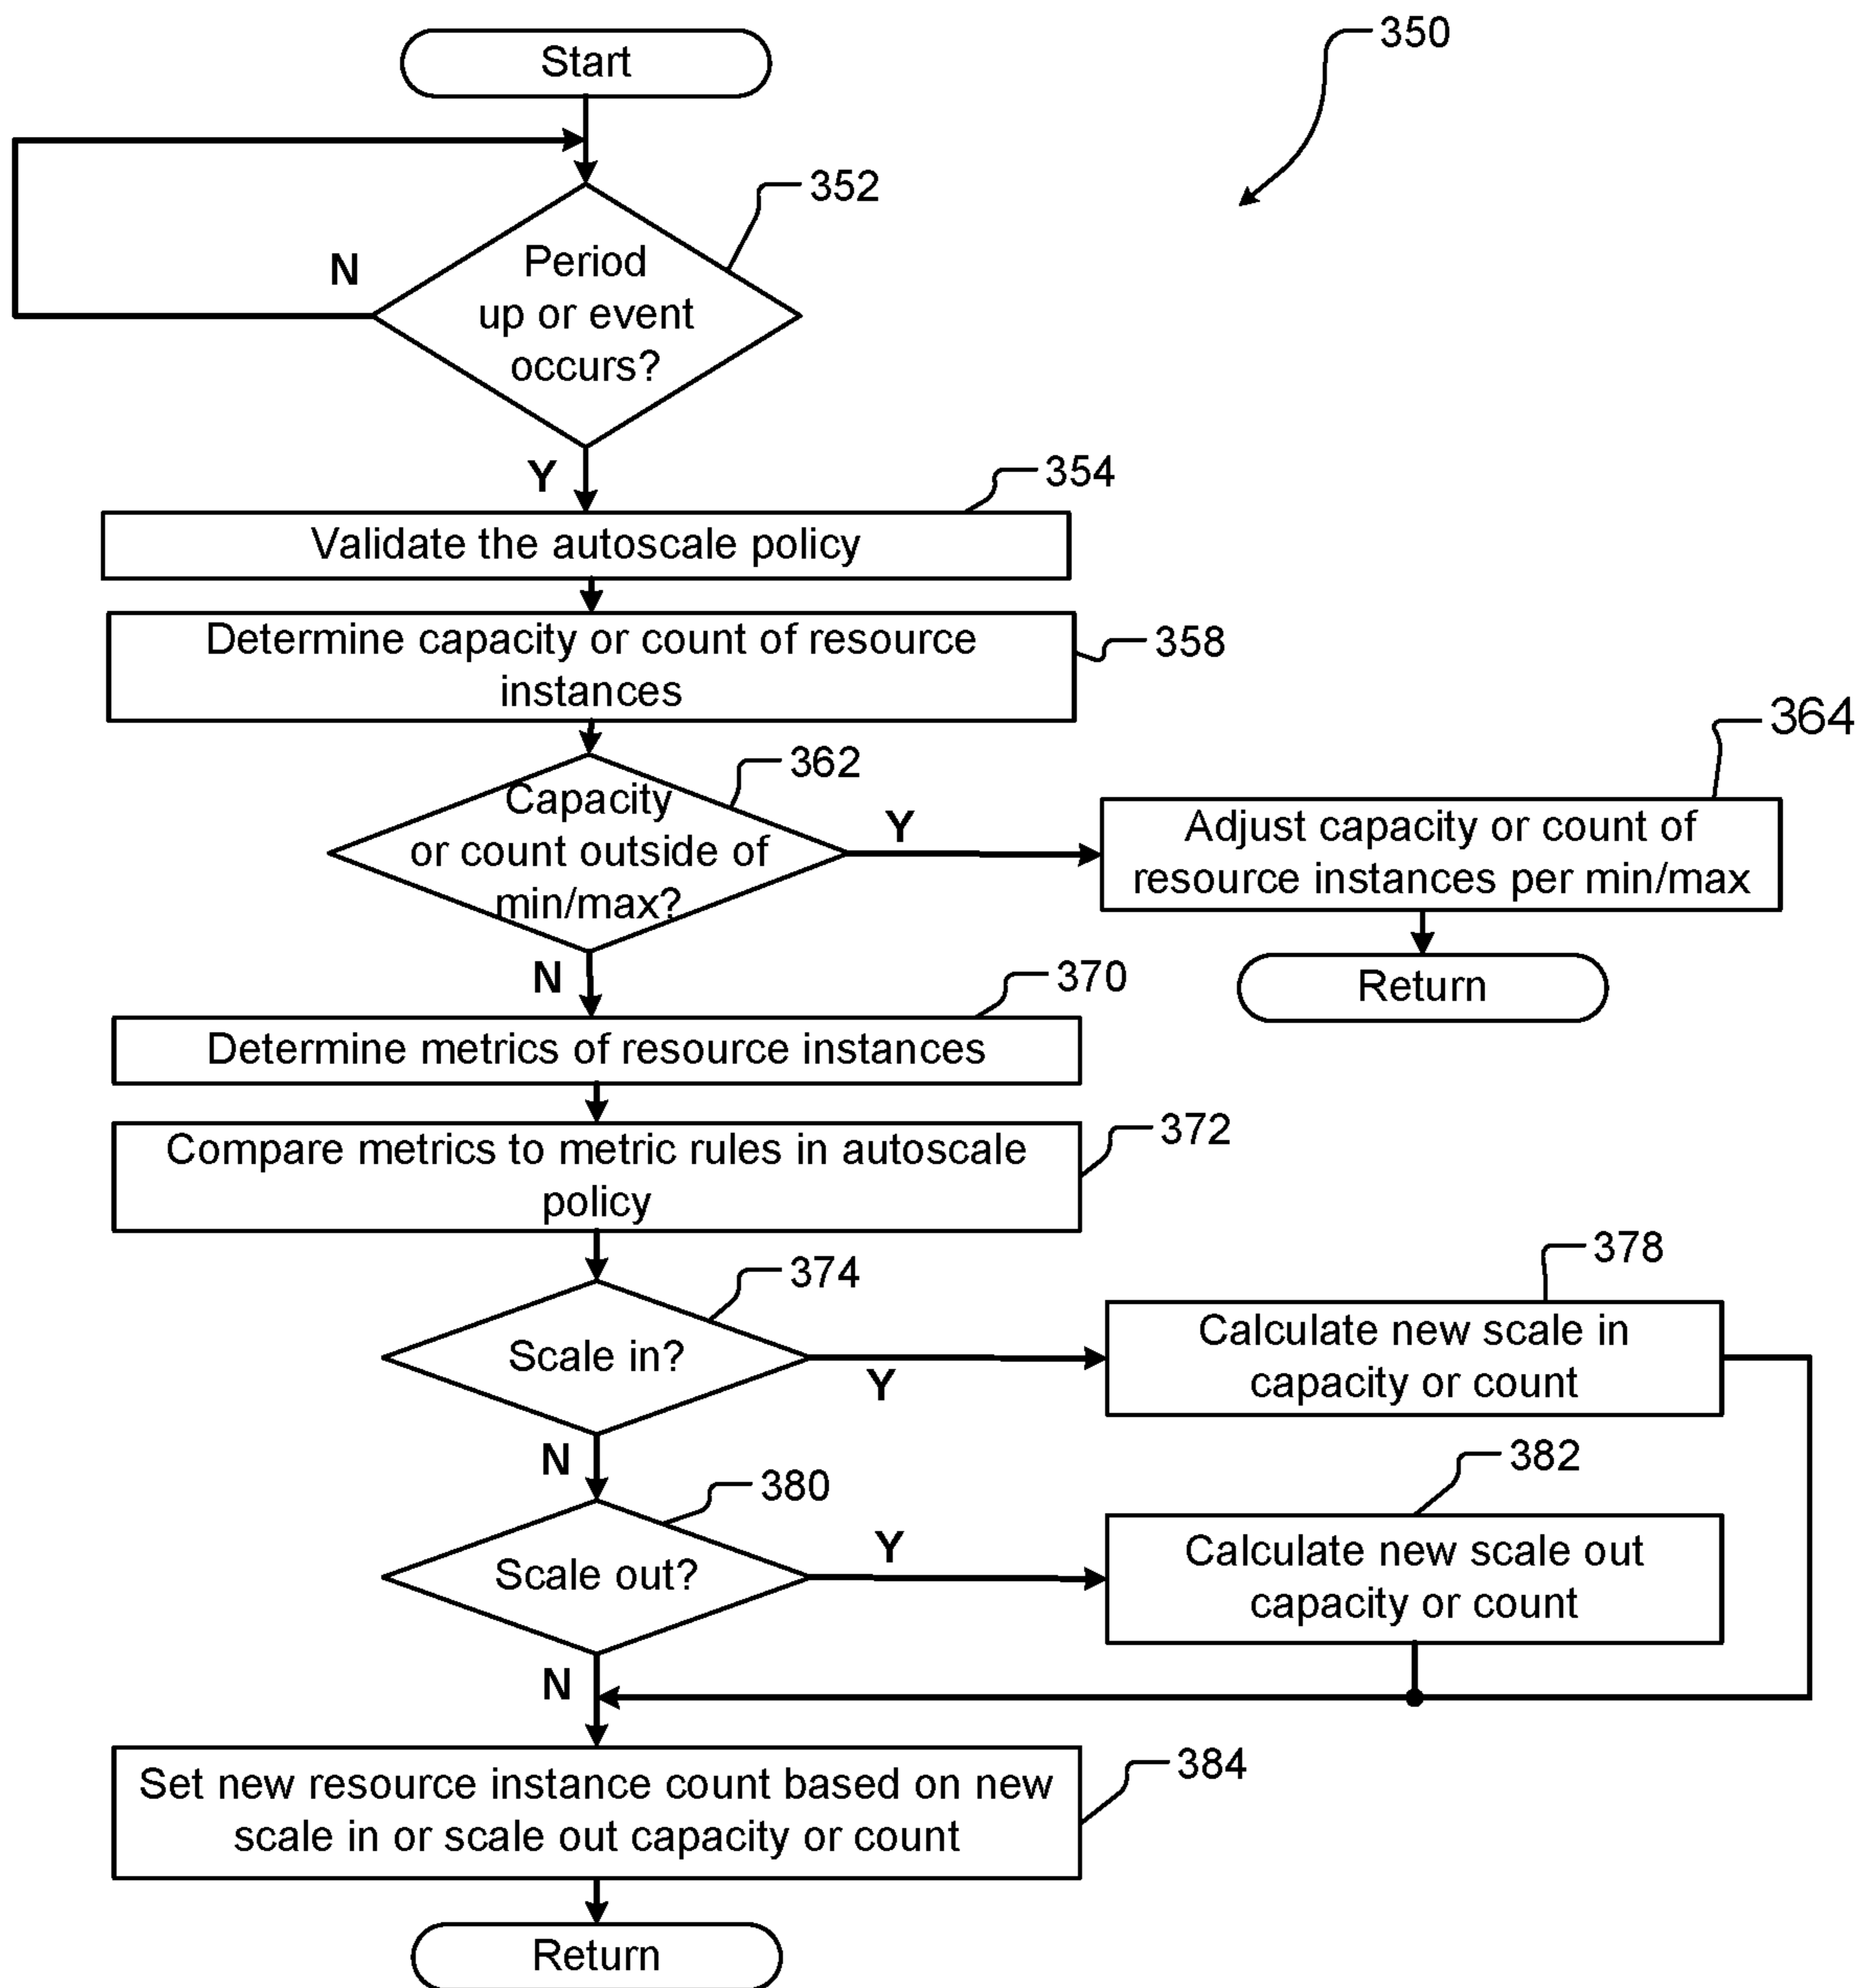 350
Start
352
N
Period
up or event
occurs?
Y
354
Validate the autoscale policy
358
Determine capacity or count of resource
instances
364
362
Capacity
or count outside of
min/max?
Y
Adjust capacity or count of
resource instances per min/max
N
Return
370
Determine metrics of resource instances
372
Compare metrics to metric rules in autoscale
policy
378
374
Scale in?
Y
Calculate new scale in
capacity or count
N
382
380
Scale out?
Y
Calculate new scale out
capacity or count
N
384
Set new resource instance count based on new
scale in or scale out capacity or count
Return